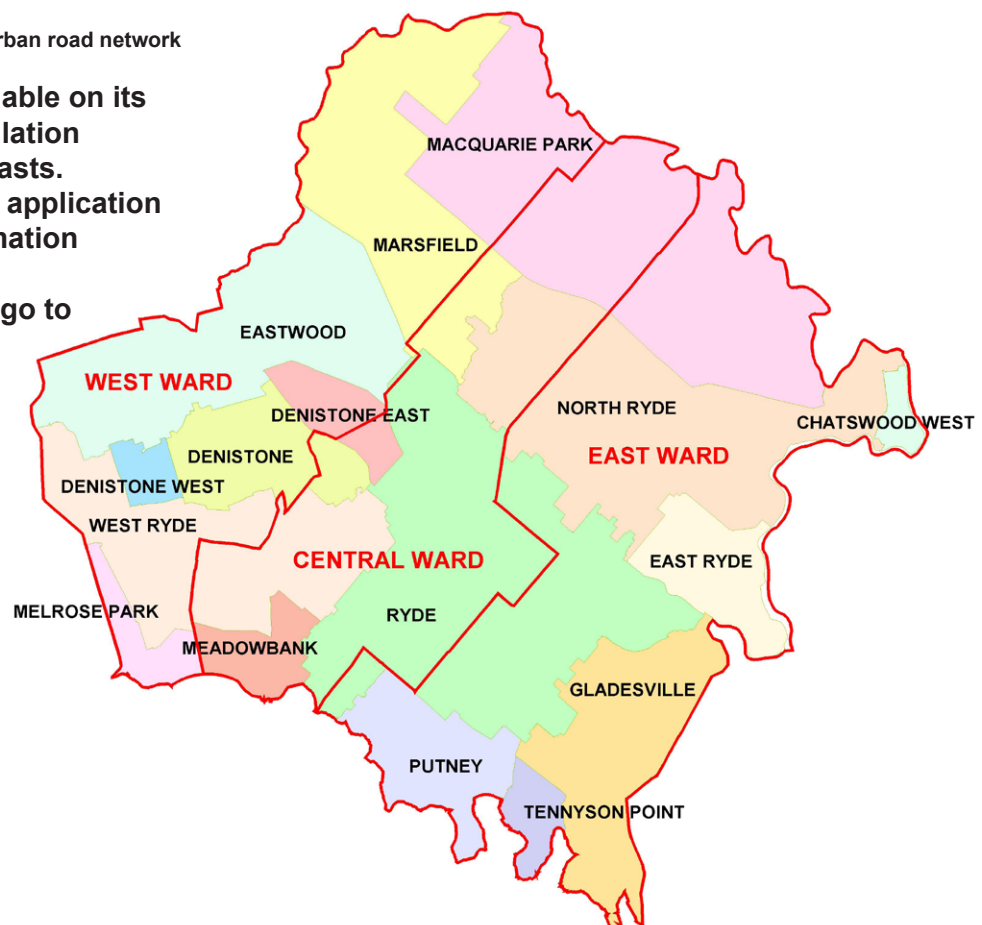 rban road network
able on its
lation
asts.
application
nation
go to
MACQUARIE PARK
MARSFIELD
EASTWOOD
WEST WARD
DENISTONE EAST
NORTH RYDE
CHATSWOOD WEST
DENISTONE
EAST WARD
DENISTONE WEST
WEST RYDE
CENTRAL WARD
EAST RYDE
MELROSE PARK
RYDE
MEADOWBANK
GLADESVILLE
PUTNEY
TENNYSON POINT